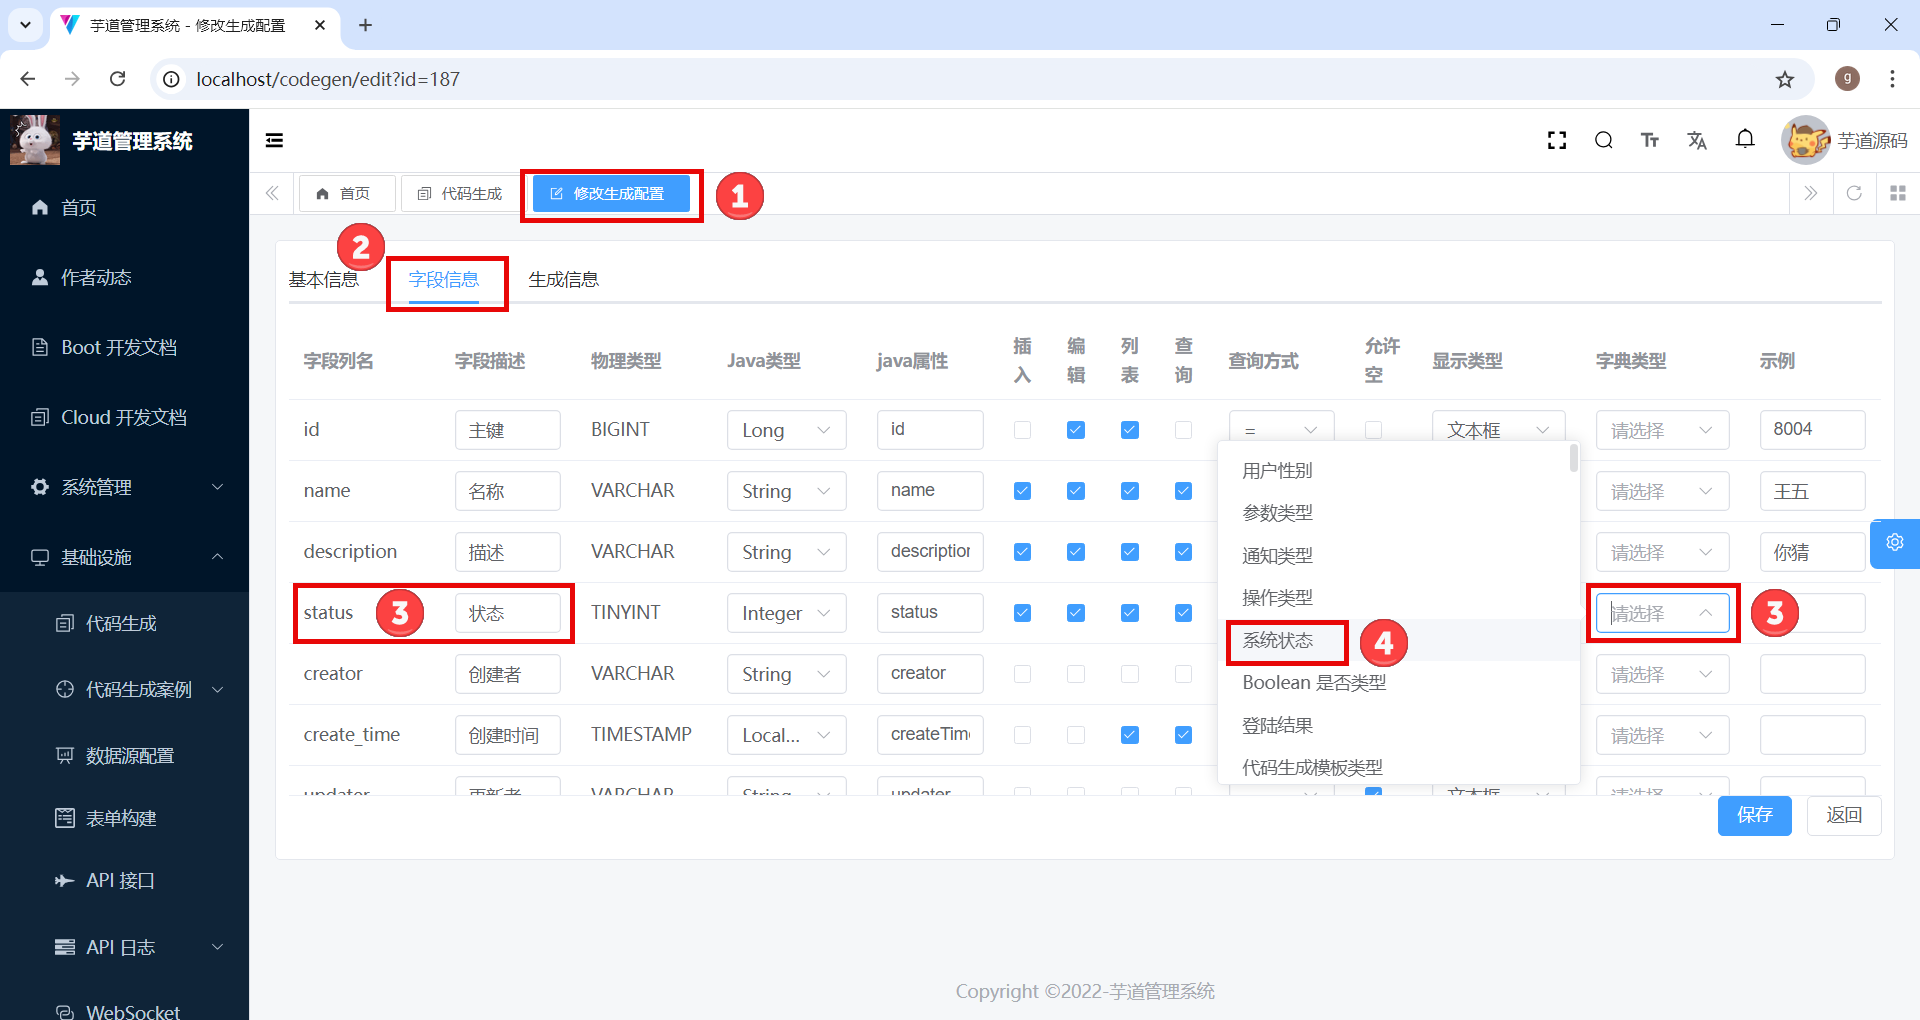 芋道管理系统 - 修改生成配置
localhost/codegen/edit?id=187
g
芋道管理系统
芋道源码
首页
代码生成
修改生成配置
1
首页
作者动态
Boot 开发文档
Cloud 开发文档
系统管理
基础设施
代码生成
代码生成案例
数据源配置
表单构建
API 接口
API 日志
WebSocket
2
基本信息 字段信息 生成信息
字段列名 字段描述 物理类型 Java类型 java属性 插入 编辑 列表 查询 查询方式 允许空 显示类型 字典类型 示例
id 主键 BIGINT Long id = 文本框 请选择 8004
name 名称 VARCHAR String name 请选择 王五
description 描述 VARCHAR String description 请选择 你猜
status 3 状态 TINYINT Integer status 请选择 3
creator 创建者 VARCHAR String creator 请选择
create_time 创建时间 TIMESTAMP Local... createTim 请选择
updater 更新者 VARCHAR String updater 文本框 请选择
用户性别
参数类型
通知类型
操作类型
系统状态 4
Boolean 是否类型
登陆结果
代码生成模板类型
保存 返回
Copyright ©2022-芋道管理系统